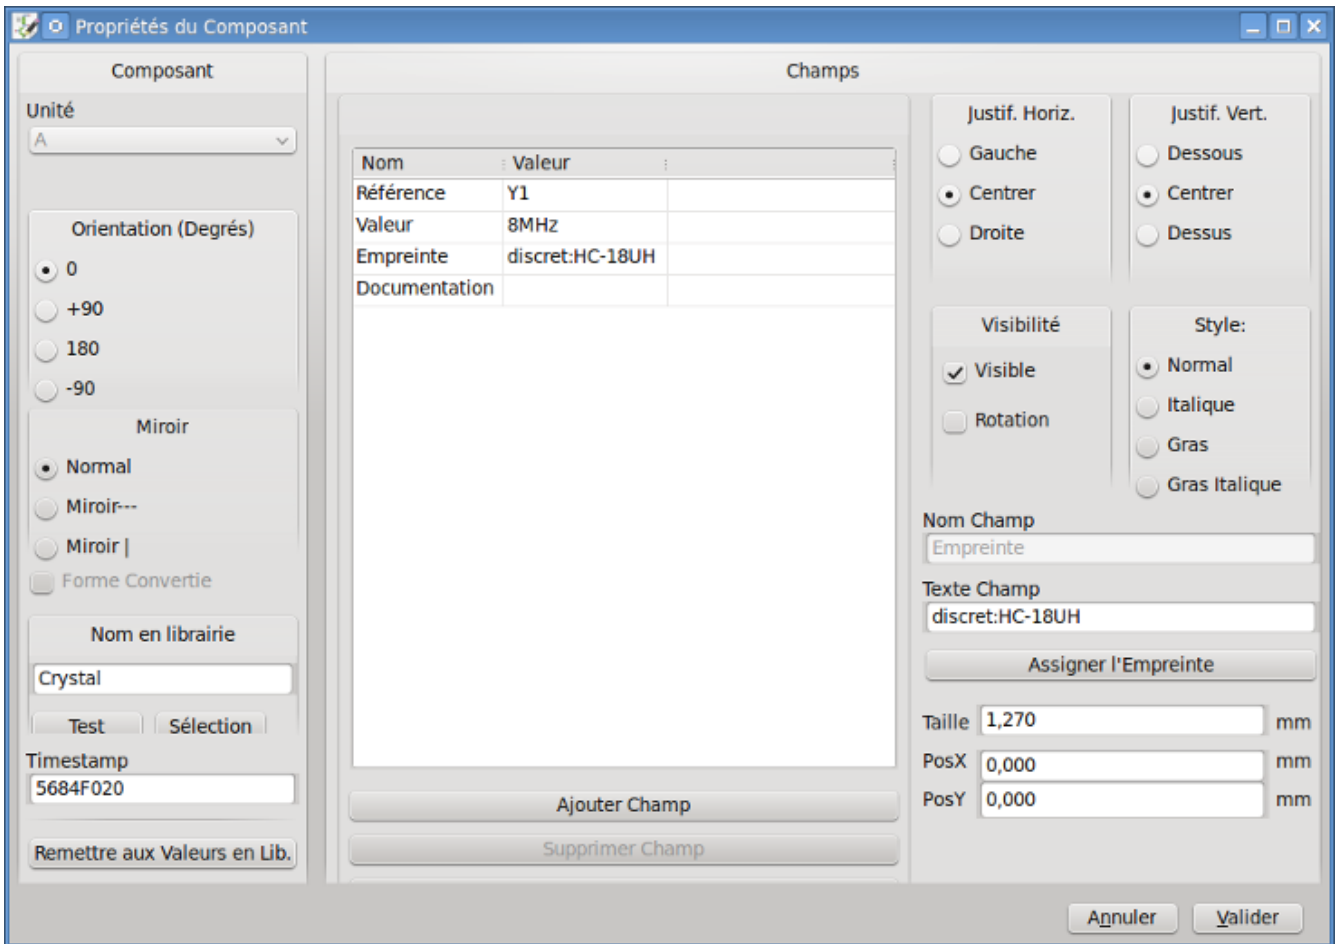 Propriétés du Composant
Composant
Unité
A
Orientation (Degrés)
0
+90
180
-90
Miroir
Normal
Miroir---
Miroir |
Forme Convertie
Nom en librairie
Crystal
Test Sélection
Timestamp
5684F020
Remettre aux Valeurs en Lib.
Champs
Nom Valeur
Référence Y1
Valeur 8MHz
Empreinte discret:HC-18UH
Documentation
Ajouter Champ
Supprimer Champ
Justif. Horiz.
Gauche
Centrer
Droite
Justif. Vert.
Dessous
Centrer
Dessus
Visibilité
Visible
Rotation
Style:
Normal
Italique
Gras
Gras Italique
Nom Champ
Empreinte
Texte Champ
discret:HC-18UH
Assigner l'Empreinte
Taille 1,270 mm
PosX 0,000 mm
PosY 0,000 mm
Annuler Valider